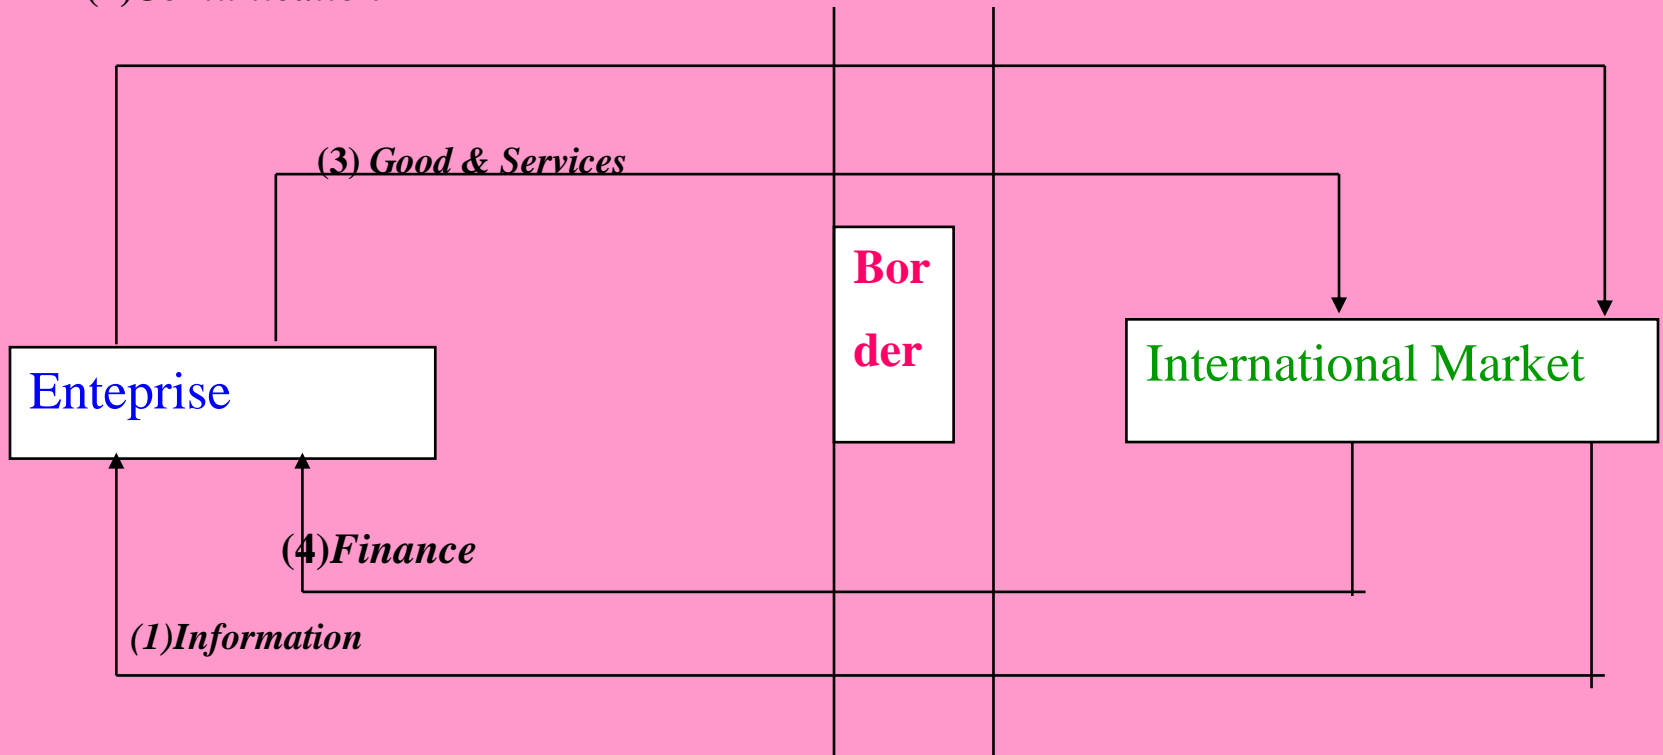 (3) Good & Services
Bor
der
International Market
Enteprise
(4)Finance
(1)Information